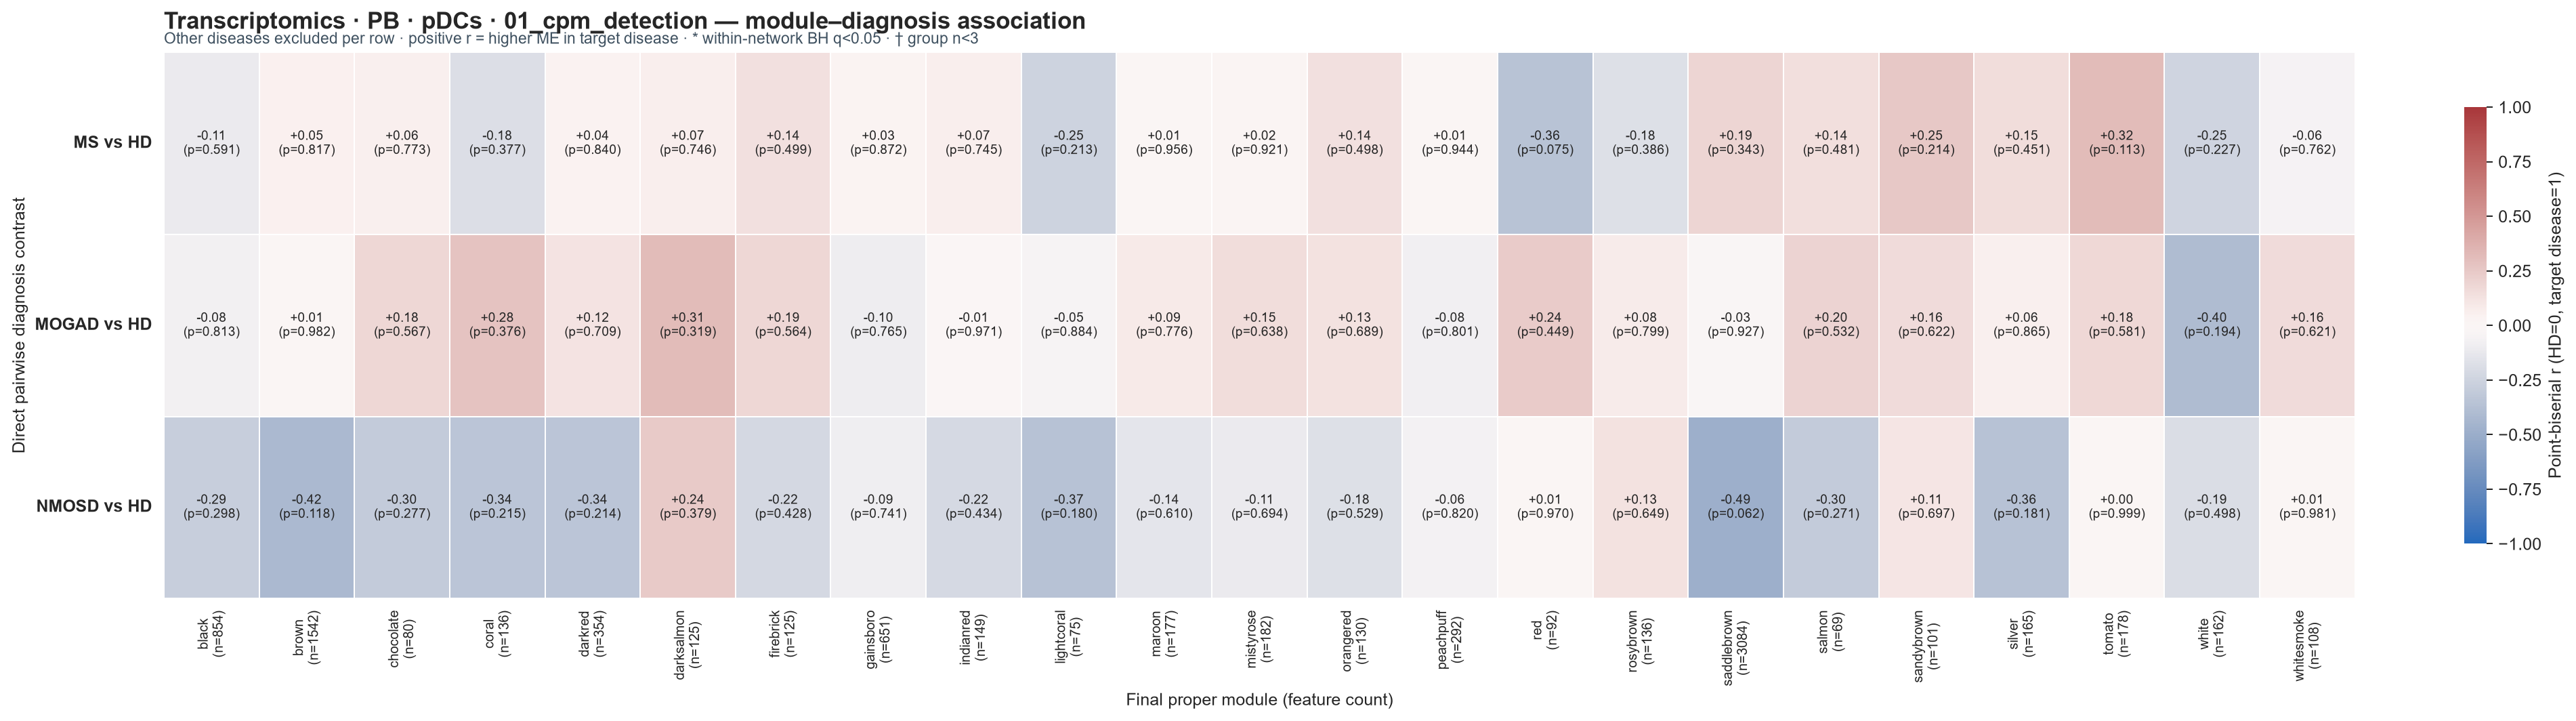 Transcriptomics · PB · pDCs · 01_cpm_detection — module–diagnosis association
Other diseases excluded per row · positive r = higher ME in target disease · * within-network BH q<0.05 · † group n<3
Direct pairwise diagnosis contrast
MS vs HD
-0.11 +0.05 +0.06 -0.18 +0.04 +0.07 +0.14 +0.03 +0.07 -0.25 +0.01 +0.02 +0.14 +0.01 -0.36 -0.18 +0.19 +0.14 +0.25 +0.15 +0.32 -0.25 -0.06
(p=0.591) (p=0.817) (p=0.773) (p=0.377) (p=0.840) (p=0.746) (p=0.499) (p=0.872) (p=0.745) (p=0.213) (p=0.956) (p=0.921) (p=0.498) (p=0.944) (p=0.075) (p=0.386) (p=0.343) (p=0.481) (p=0.214) (p=0.451) (p=0.113) (p=0.227) (p=0.762)
MOGAD vs HD
-0.08 +0.01 +0.18 +0.28 +0.12 +0.31 +0.19 -0.10 -0.01 -0.05 +0.09 +0.15 +0.13 -0.08 +0.24 +0.08 -0.03 +0.20 +0.16 +0.06 +0.18 -0.40 +0.16
(p=0.813) (p=0.982) (p=0.567) (p=0.376) (p=0.709) (p=0.319) (p=0.564) (p=0.765) (p=0.971) (p=0.884) (p=0.776) (p=0.638) (p=0.689) (p=0.801) (p=0.449) (p=0.799) (p=0.927) (p=0.532) (p=0.622) (p=0.865) (p=0.581) (p=0.194) (p=0.621)
NMOSD vs HD
-0.29 -0.42 -0.30 -0.34 -0.34 +0.24 -0.22 -0.09 -0.22 -0.37 -0.14 -0.11 -0.18 -0.06 +0.01 +0.13 -0.49 -0.30 +0.11 -0.36 +0.00 -0.19 +0.01
(p=0.298) (p=0.118) (p=0.277) (p=0.215) (p=0.214) (p=0.379) (p=0.428) (p=0.741) (p=0.434) (p=0.180) (p=0.610) (p=0.694) (p=0.529) (p=0.820) (p=0.970) (p=0.649) (p=0.062) (p=0.271) (p=0.697) (p=0.181) (p=0.999) (p=0.498) (p=0.981)
black
(n=854)
brown
(n=1542)
chocolate
(n=80)
coral
(n=136)
darkred
(n=354)
darksalmon
(n=125)
firebrick
(n=125)
gainsboro
(n=651)
indianred
(n=149)
lightcoral
(n=75)
maroon
(n=177)
mistyrose
(n=182)
orangered
(n=130)
peachpuff
(n=292)
red
(n=92)
rosybrown
(n=136)
saddlebrown
(n=3084)
salmon
(n=69)
sandybrown
(n=101)
silver
(n=165)
tomato
(n=178)
white
(n=162)
whitesmoke
(n=108)
Final proper module (feature count)
1.00
0.75
0.50
0.25
0.00
−0.25
−0.50
−0.75
−1.00
Point-biserial r (HD=0, target disease=1)